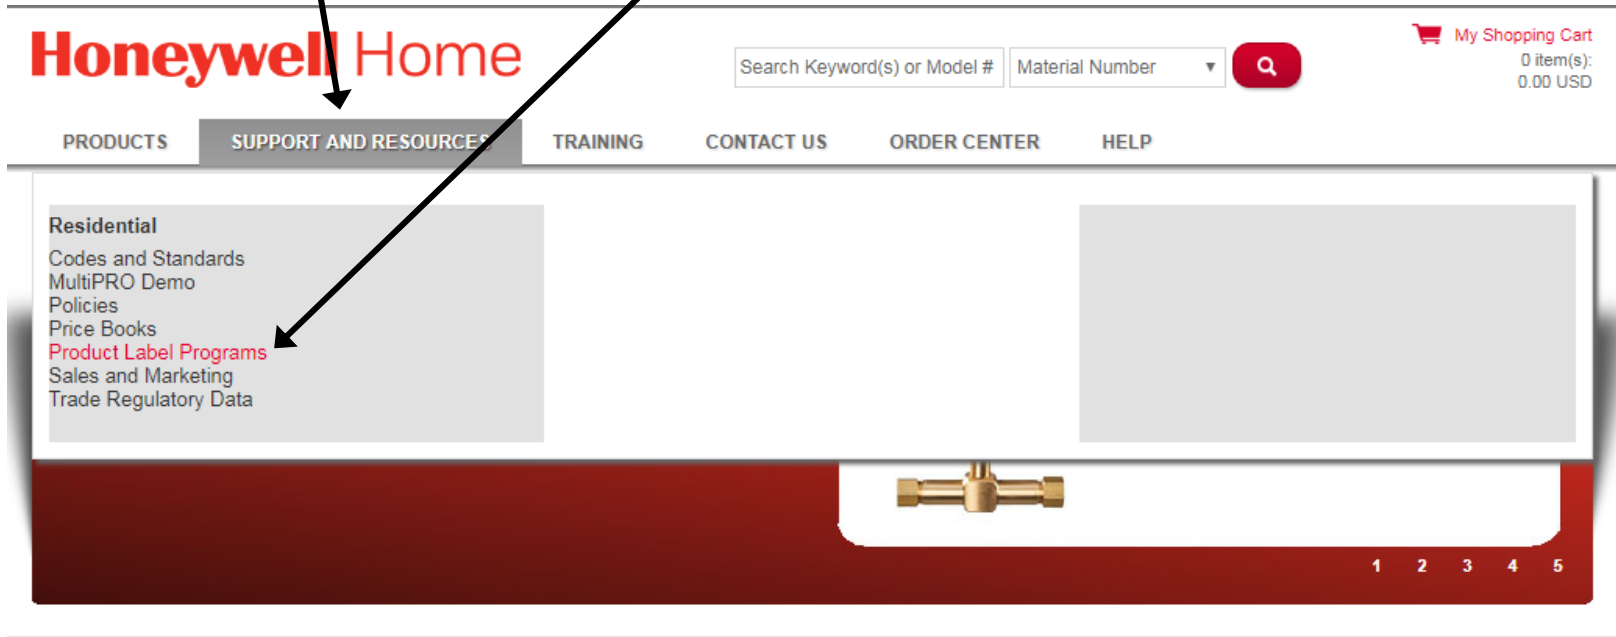 Honeywell Home
Search Keyword(s) or Model #
Material Number
My Shopping Cart
0 item(s):
0.00 USD
PRODUCTS
SUPPORT AND RESOURCES
TRAINING
CONTACT US
ORDER CENTER
HELP
Residential
Codes and Standards
MultiPRO Demo
Policies
Price Books
Product Label Programs
Sales and Marketing
Trade Regulatory Data
1 2 3 4 5